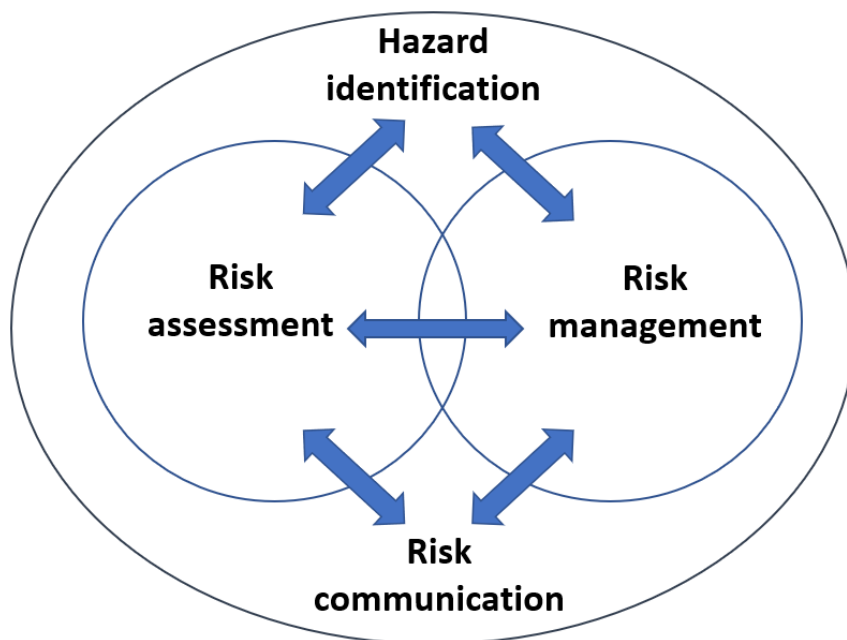 Hazard
identification
Risk
assessment
Risk
management
Risk
communication